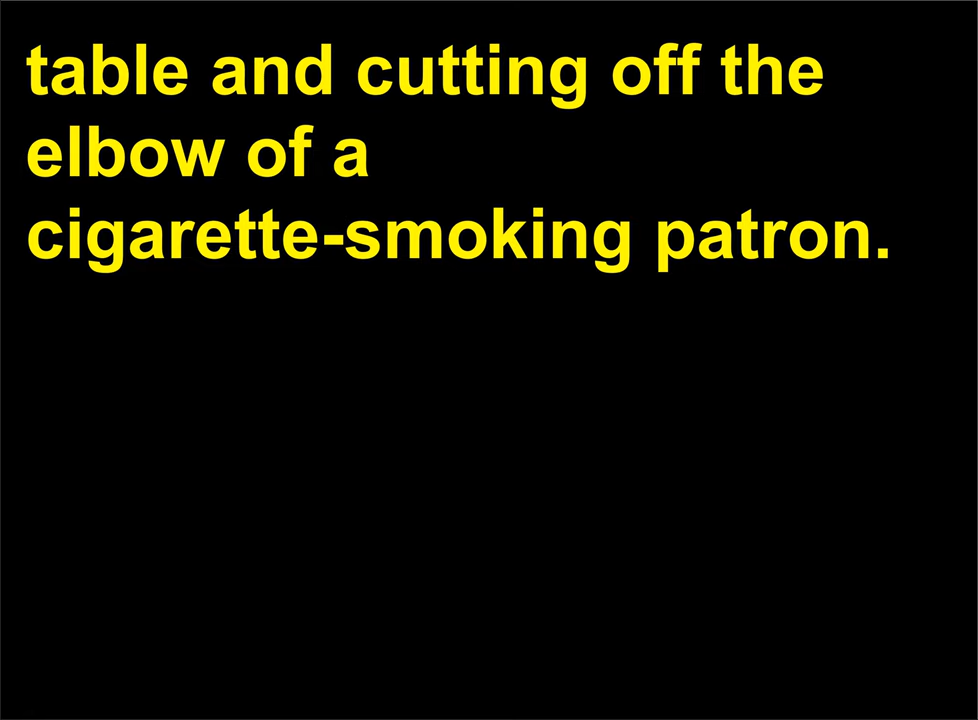 table and cutting off the
elbow of a
cigarette-smoking patron.